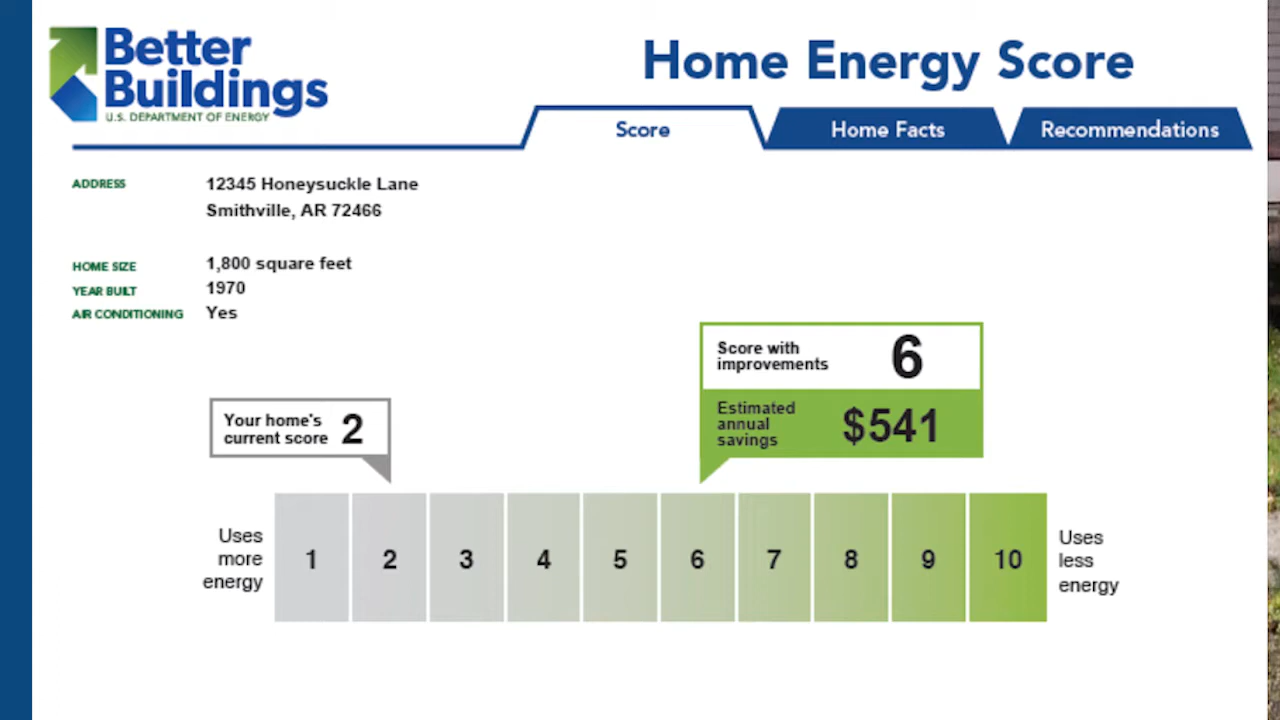 Better
Buildings
U.S. DEPARTMENT OF ENERGY
Home Energy Score
Score
Home Facts
Recommendations
ADDRESS 12345 Honeysuckle Lane
Smithville, AR 72466
HOME SIZE 1,800 square feet
YEAR BUILT 1970
AIR CONDITIONING Yes
Score with
improvements
6
Estimated
annual
savings
$541
Your home's
current score
2
Uses
more
energy
1 2 3 4 5 6 7 8 9 10
Uses
less
energy